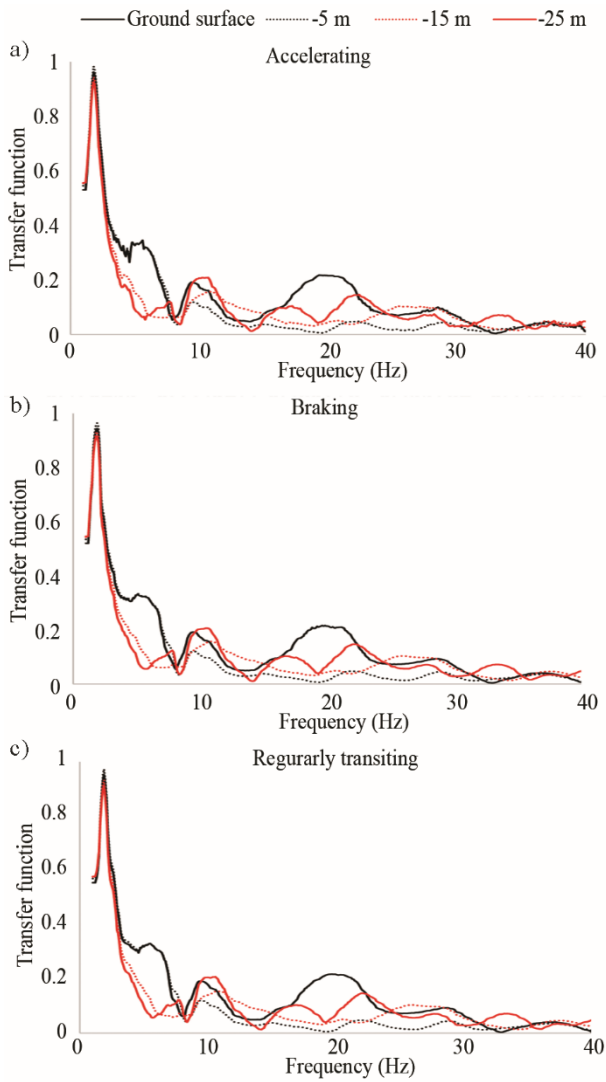 Ground surface -5 m -15 m -25 m
a)
Accelerating
Transfer function
1
0.8
0.6
0.4
0.2
0
0 10 20 30 40
Frequency (Hz)
b)
Braking
Transfer function
1
0.8
0.6
0.4
0.2
0
0 10 20 30 40
Frequency (Hz)
c)
Regurarly transiting
Transfer function
1
0.8
0.6
0.4
0.2
0
0 10 20 30 40
Frequency (Hz)